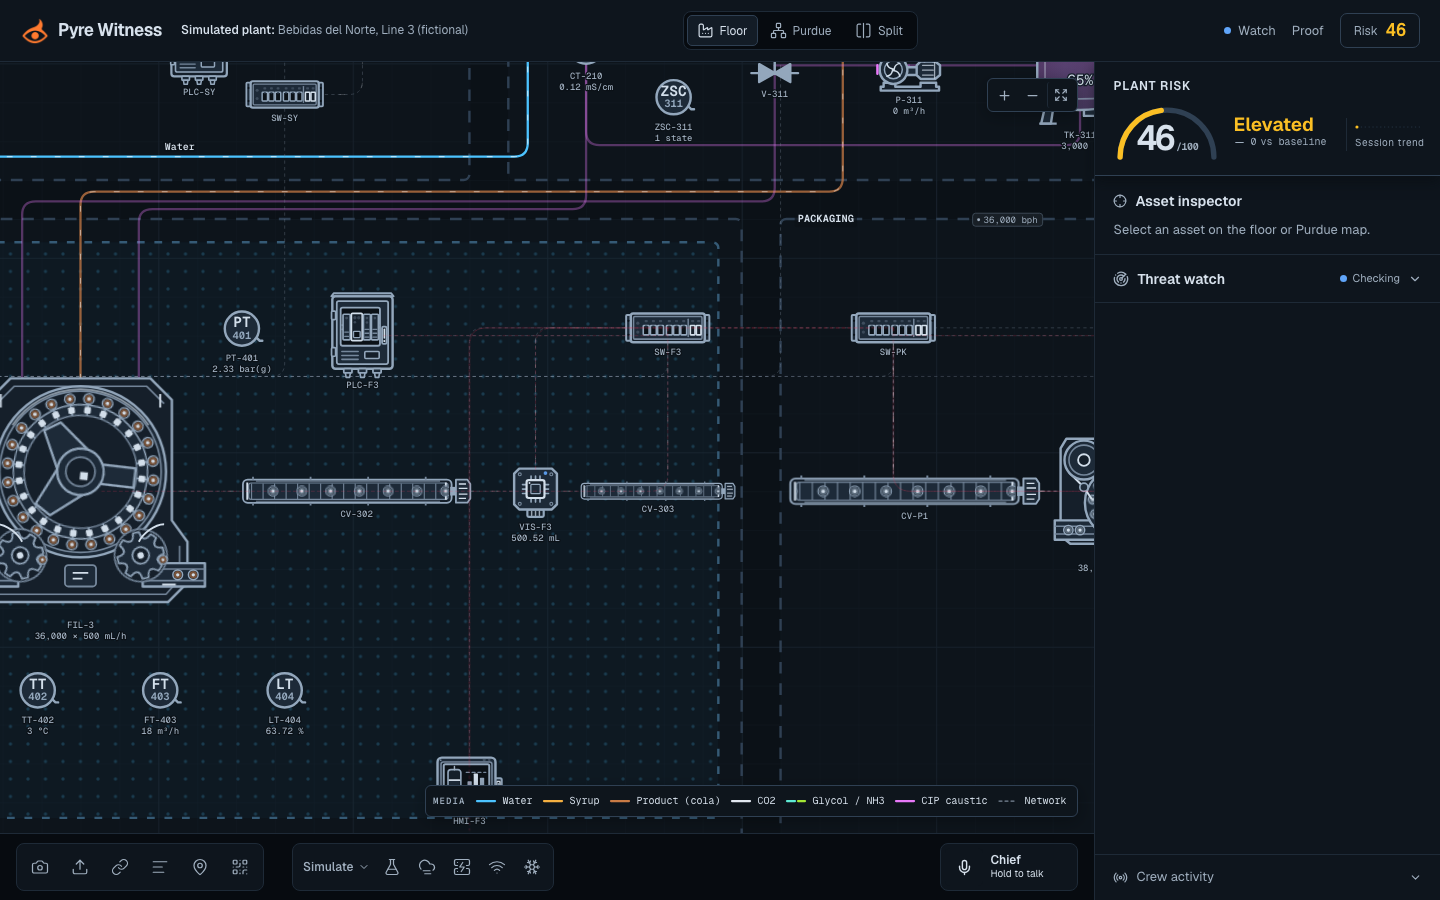 Pyre Witness
Simulated plant: Bebidas del Norte, Line 3 (fictional)
Floor
Purdue
Split
Watch
Proof
Risk 46
PLC-SY
SW-SY
CT-210
0.12 mS/cm
ZSC
311
ZSC-311
1 state
V-311
P-311
0 m³/h
65%
TK-311
3,000
Water
PACKAGING
36,000 bph
PT
401
PT-401
2.33 bar(g)
PLC-F3
SW-F3
SW-PK
CV-302
VIS-F3
500.52 mL
CV-303
CV-P1
38,
FIL-3
36,000 × 500 mL/h
TT
402
TT-402
3 °C
FT
403
FT-403
18 m³/h
LT
404
LT-404
63.72 %
HMI-F3
MEDIA
Water
Syrup
Product (cola)
CO2
Glycol / NH3
CIP caustic
Network
PLANT RISK
46/100
Elevated
— 0 vs baseline
Session trend
Asset inspector
Select an asset on the floor or Purdue map.
Threat watch
Checking
Crew activity
Simulate
Chief
Hold to talk